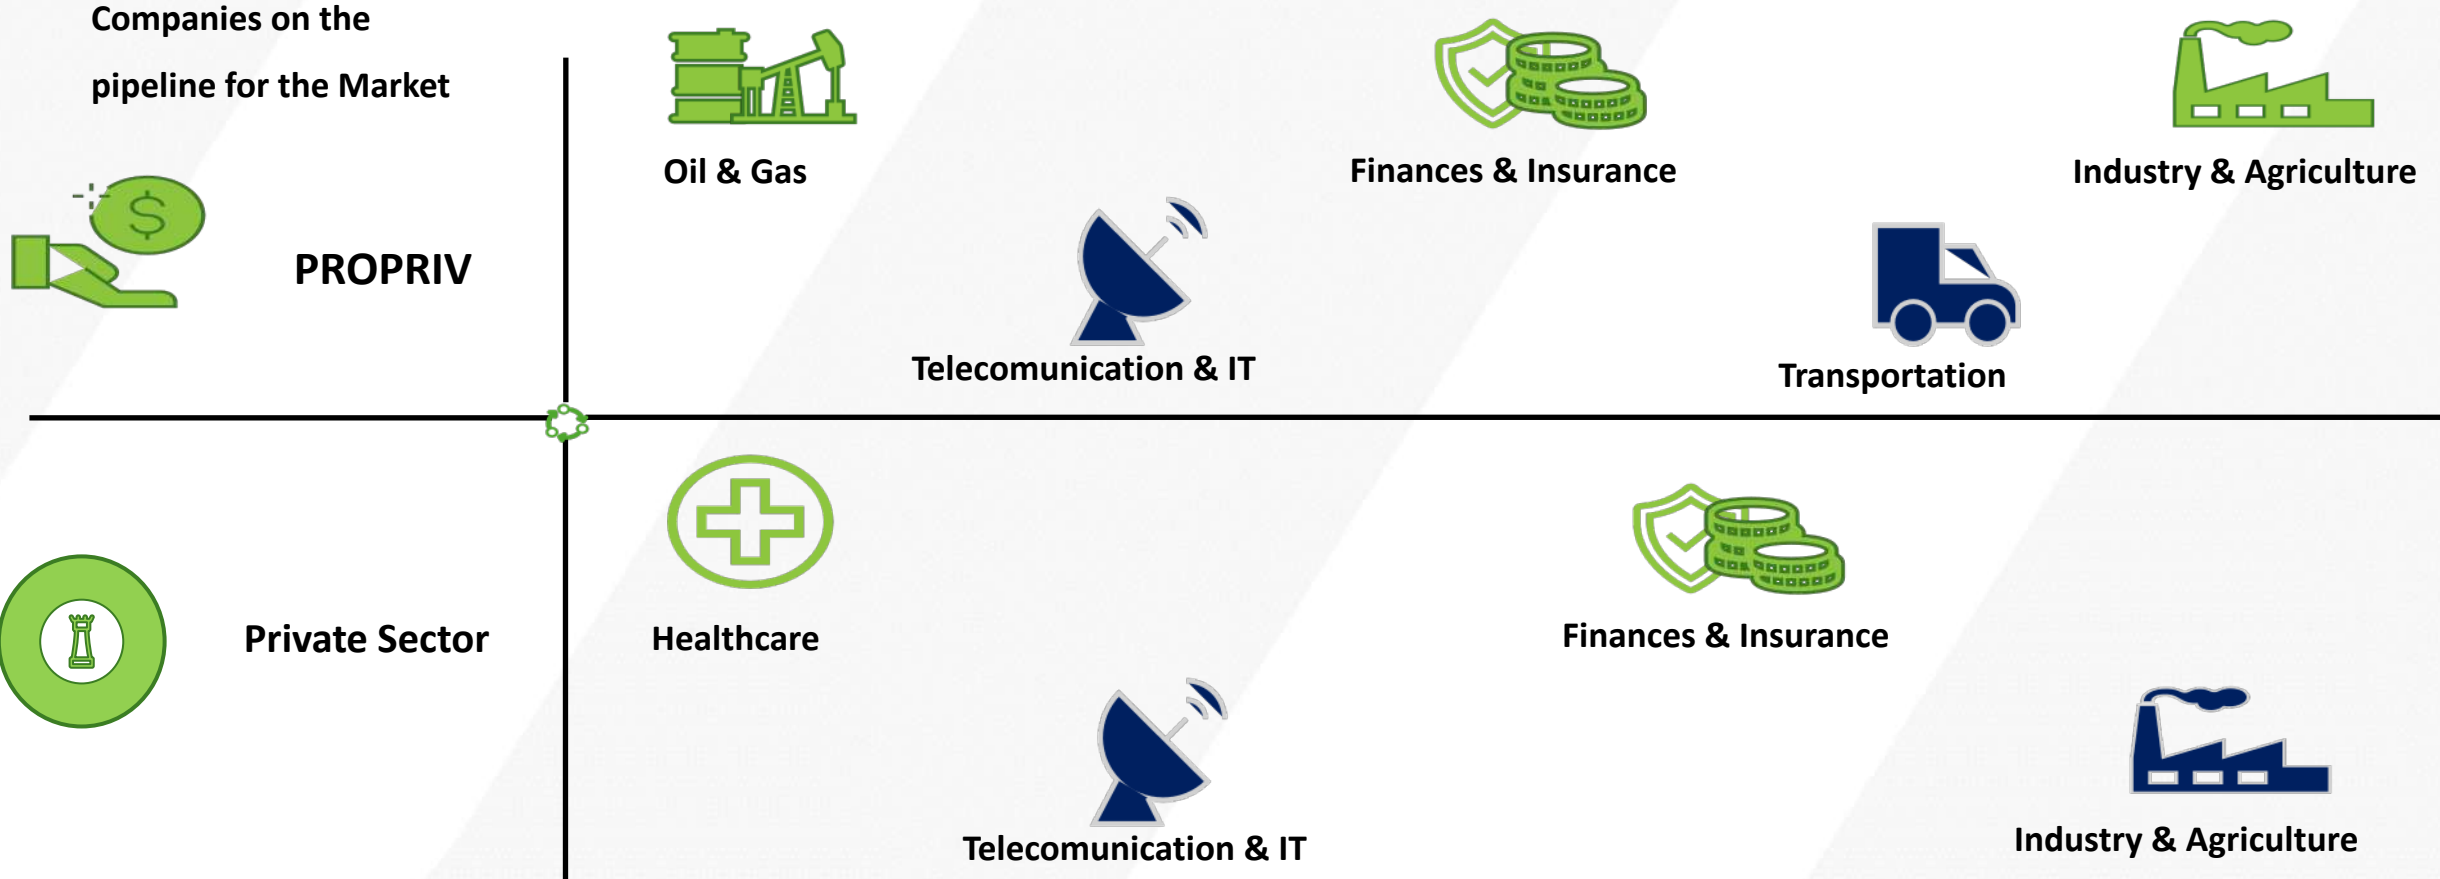 Companies on the
pipeline for the Market
Oil & Gas
Finances & Insurance
Industry & Agriculture
$
PROPRIV
Telecomunication & IT
Transportation
Healthcare
Private Sector
Finances & Insurance
Telecomunication & IT
Industry & Agriculture